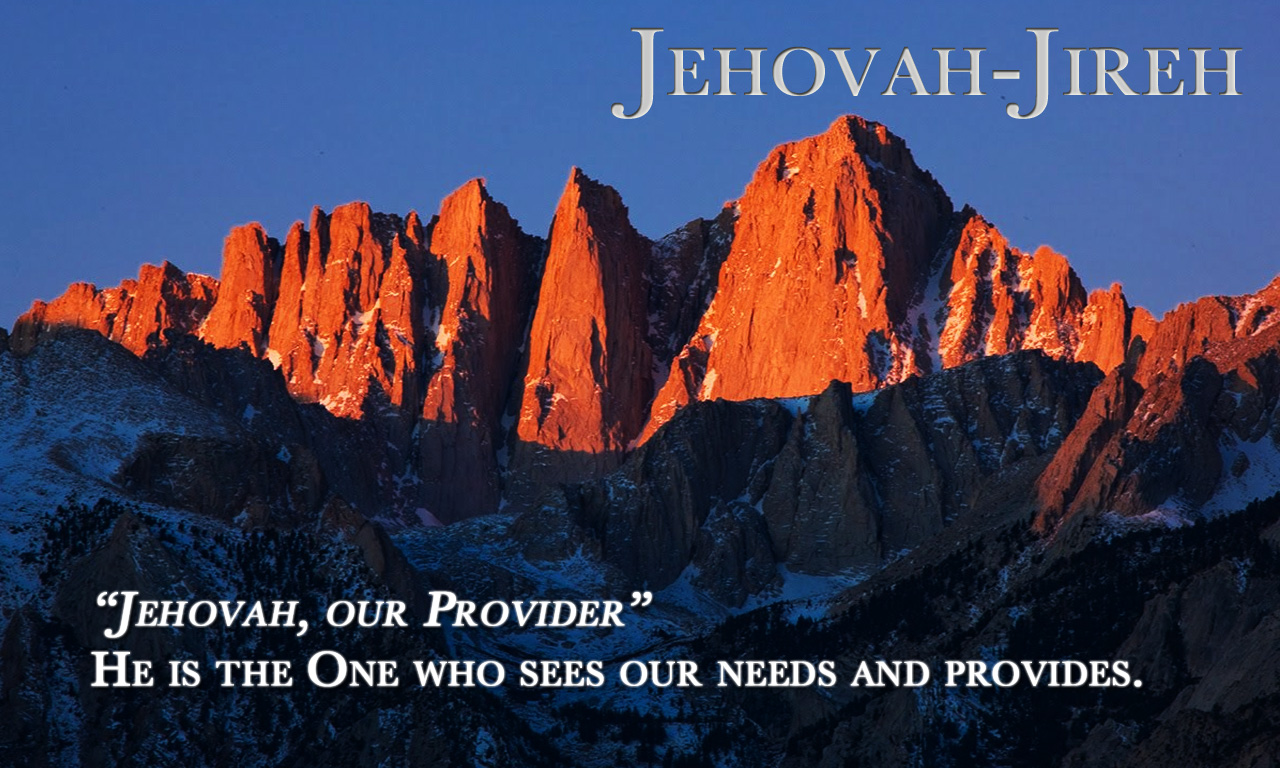 Jehovah-Jireh
“Jehovah, our Provider”
He is the One who sees our needs and provides.